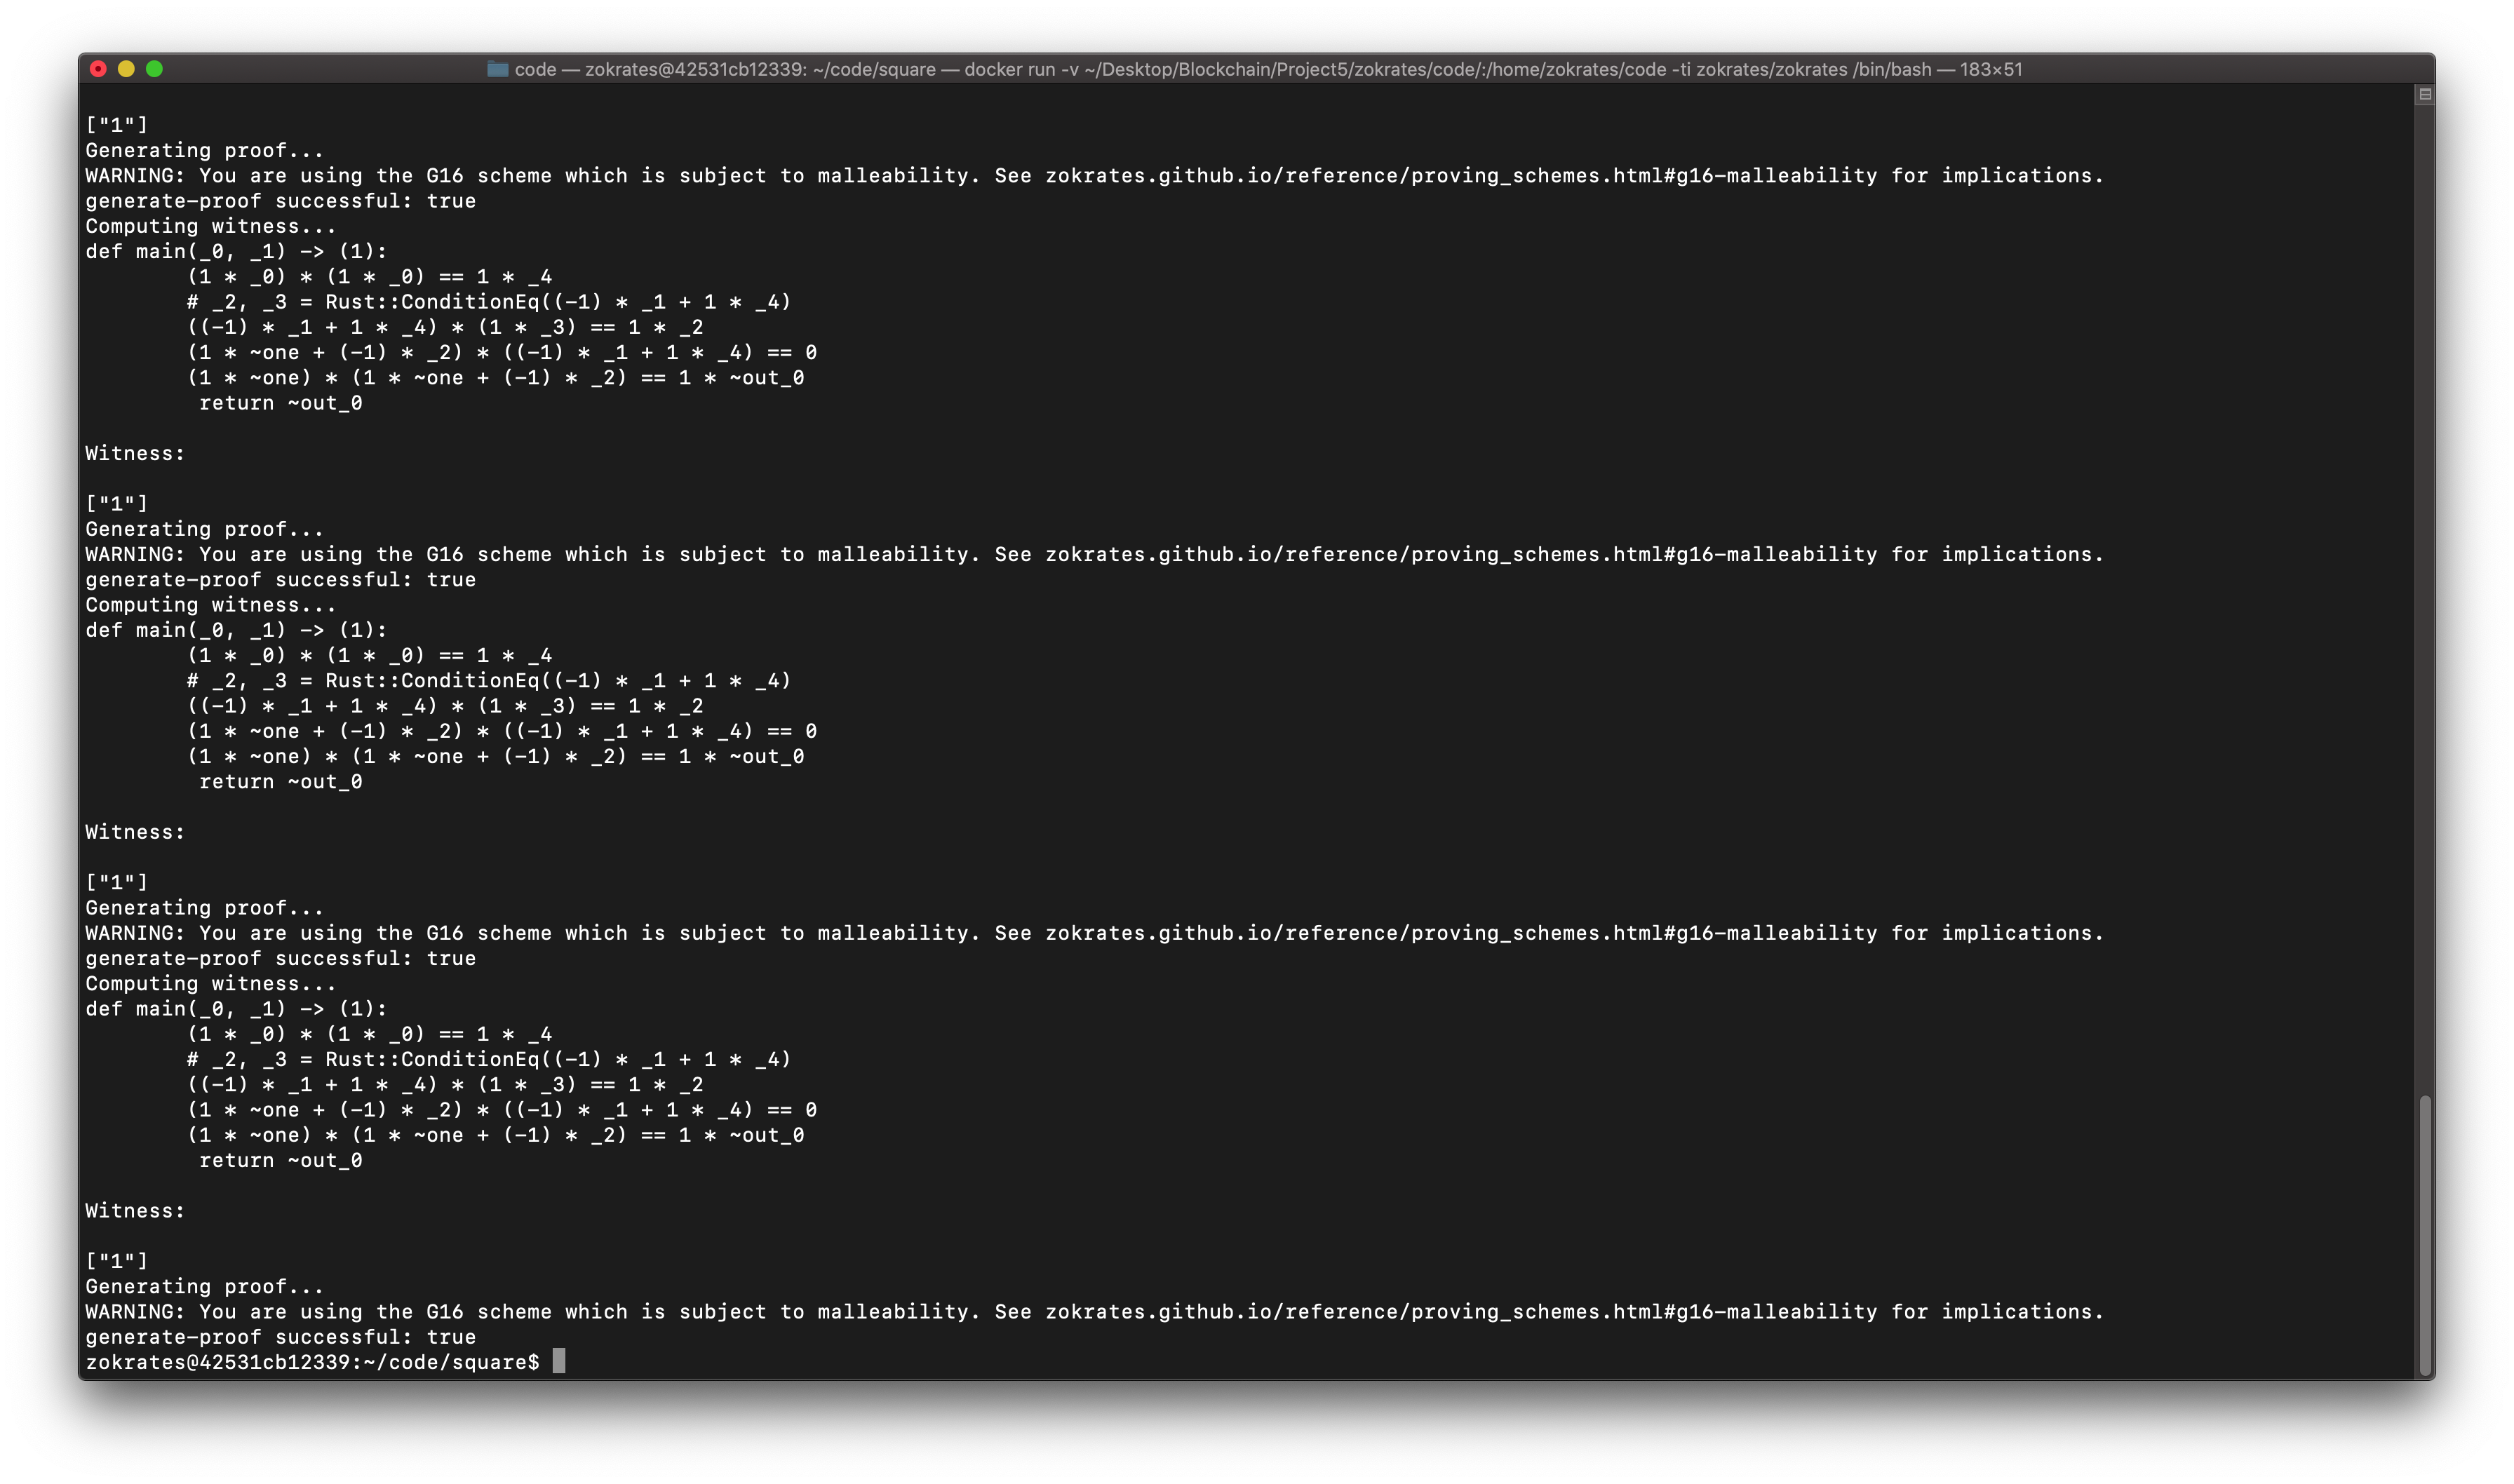 code — zokrates@42531cb12339: ~/code/square — docker run -v ~/Desktop/Blockchain/Project5/zokrates/code/:/home/zokrates/code -ti zokrates/zokrates /bin/bash — 183×51
["1"]
Generating proof...
WARNING: You are using the G16 scheme which is subject to malleability. See zokrates.github.io/reference/proving_schemes.html#g16-malleability for implications.
generate-proof successful: true
Computing witness...
def main(_0, _1) -> (1):
(1 * _0) * (1 * _0) == 1 * _4
# _2, _3 = Rust::ConditionEq((-1) * _1 + 1 * _4)
((-1) * _1 + 1 * _4) * (1 * _3) == 1 * _2
(1 * ~one + (-1) * _2) * ((-1) * _1 + 1 * _4) == 0
(1 * ~one) * (1 * ~one + (-1) * _2) == 1 * ~out_0
return ~out_0
Witness:
["1"]
Generating proof...
WARNING: You are using the G16 scheme which is subject to malleability. See zokrates.github.io/reference/proving_schemes.html#g16-malleability for implications.
generate-proof successful: true
Computing witness...
def main(_0, _1) -> (1):
(1 * _0) * (1 * _0) == 1 * _4
# _2, _3 = Rust::ConditionEq((-1) * _1 + 1 * _4)
((-1) * _1 + 1 * _4) * (1 * _3) == 1 * _2
(1 * ~one + (-1) * _2) * ((-1) * _1 + 1 * _4) == 0
(1 * ~one) * (1 * ~one + (-1) * _2) == 1 * ~out_0
return ~out_0
Witness:
["1"]
Generating proof...
WARNING: You are using the G16 scheme which is subject to malleability. See zokrates.github.io/reference/proving_schemes.html#g16-malleability for implications.
generate-proof successful: true
Computing witness...
def main(_0, _1) -> (1):
(1 * _0) * (1 * _0) == 1 * _4
# _2, _3 = Rust::ConditionEq((-1) * _1 + 1 * _4)
((-1) * _1 + 1 * _4) * (1 * _3) == 1 * _2
(1 * ~one + (-1) * _2) * ((-1) * _1 + 1 * _4) == 0
(1 * ~one) * (1 * ~one + (-1) * _2) == 1 * ~out_0
return ~out_0
Witness:
["1"]
Generating proof...
WARNING: You are using the G16 scheme which is subject to malleability. See zokrates.github.io/reference/proving_schemes.html#g16-malleability for implications.
generate-proof successful: true
zokrates@42531cb12339:~/code/square$